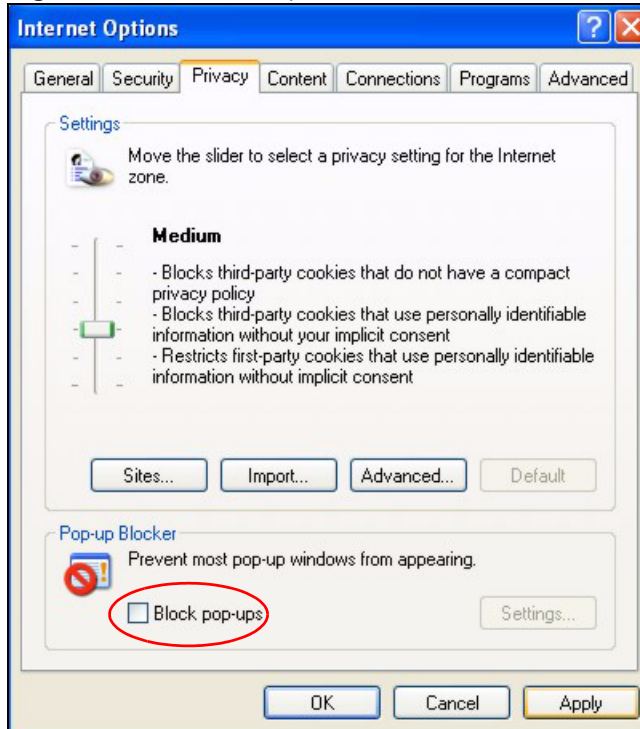 Internet Options
General Security Privacy Content Connections Programs Advanced
Settings
Move the slider to select a privacy setting for the Internet
zone.
Medium
- Blocks third-party cookies that do not have a compact
privacy policy
- Blocks third-party cookies that use personally identifiable
information without your implicit consent
- Restricts first-party cookies that use personally identifiable
information without implicit consent
Sites... Import... Advanced... Default
Pop-up Blocker
Prevent most pop-up windows from appearing.
Block pop-ups Settings...
OK Cancel Apply